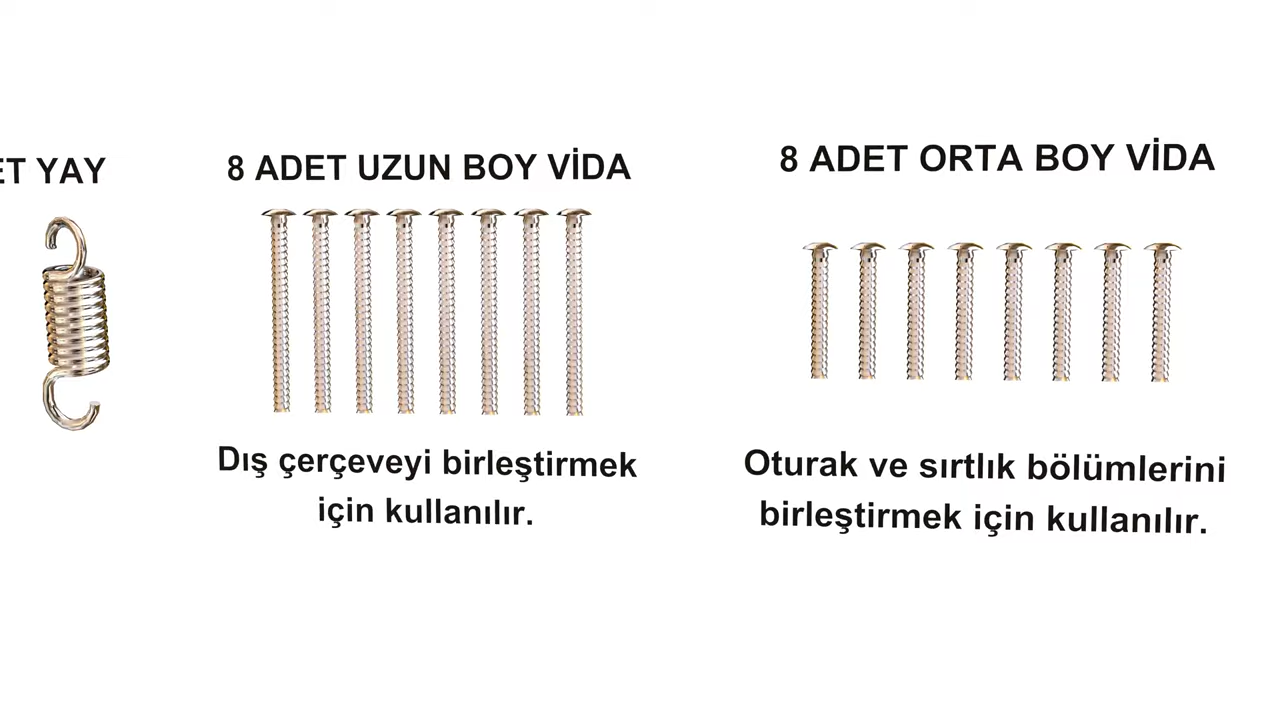 YAY
8 ADET UZUN BOY VİDA
Dış çerçeveyi birleştirmek
için kullanılır.
8 ADET ORTA BOY VİDA
Oturak ve sırtlık bölümlerini
birleştirmek için kullanılır.